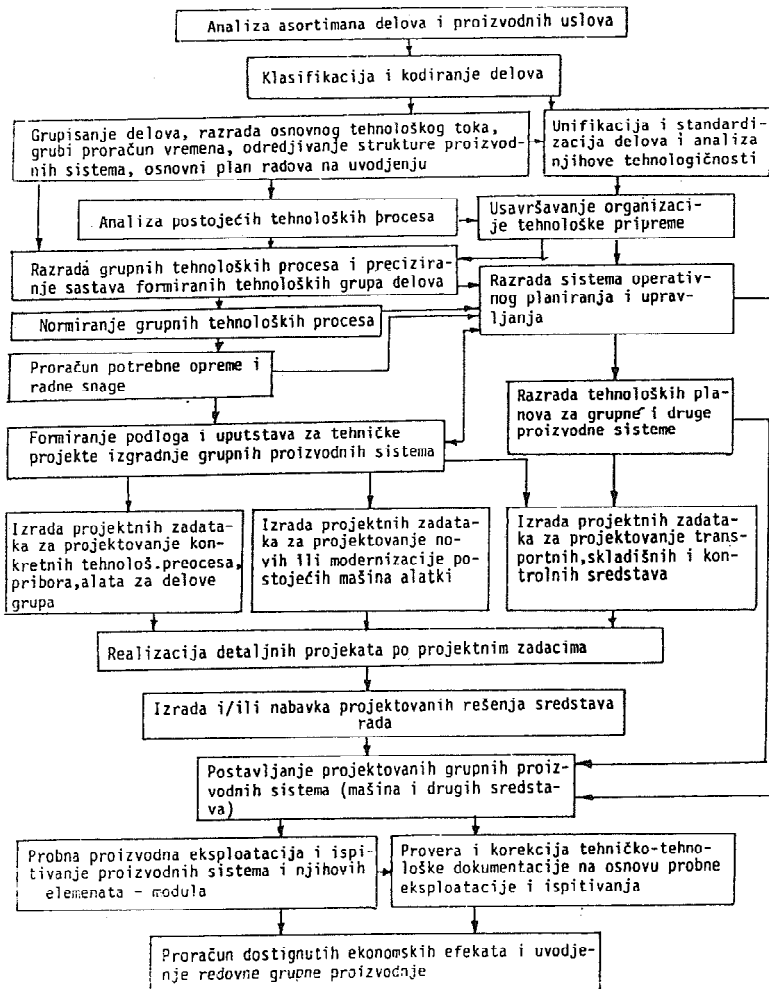 Analiza asortimana delova i proizvodnih uslova
Klasifikacija i kodiranje delova
Grupisanje delova, razrada osnovnog tehnološkog toka,
grubi proračun vremena, odredjivanje strukture proizvod-
nih sistema, osnovni plan radova na uvodjenju
Unifikacija i standardi-
zacija delova i analiza
njihove tehnologičnosti
Analiza postojećih tehnoloških procesa
Usavršavanje organizaci-
je tehnološke pripreme
Razrada grupnih tehnoloških procesa i precizira-
nje sastava formiranih tehnoloških grupa delova
Razrada sistema operativ-
nog planiranja i uprav-
ljanja
Normiranje grupnih tehnoloških procesa
Proračun potrebne opreme i
radne snage
Razrada tehnoloških pla-
nova za grupne i druge
proizvodne sisteme
Formiranje podloga i uputstava za tehničke
projekte izgradnje grupnih proizvodnih sistema
Izrada projektnih zadata-
ka za projektovanje kon-
kretnih tehnološ.preocesa,
pribora,alata za delove
grupa
Izrada projektnih zadata-
ka za projektovanje no-
vih ili modernizacije po-
stojećih mašina alatki
Izrada projektnih zadata-
ka za projektovanje trans-
portnih,skladišnih i kon-
trolnih sredstava
Realizacija detaljnih projekata po projektnim zadacima
Izrada i/ili nabavka projektovanih rešenja sredstava
rada
Postavljanje projektovanih grupnih proiz-
vodnih sistema (mašina i drugih sredsta-
va)
Probna proizvodna eksploatacija i ispi-
tivanje proizvodnih sistema i njihovih
elemenata - modula
Provera i korekcija tehničko-tehno-
loške dokumentacije na osnovu probne
eksploatacije i ispitivanja
Proračun dostignutih ekonomskih efekata i uvodje-
nje redovne grupne proizvodnje